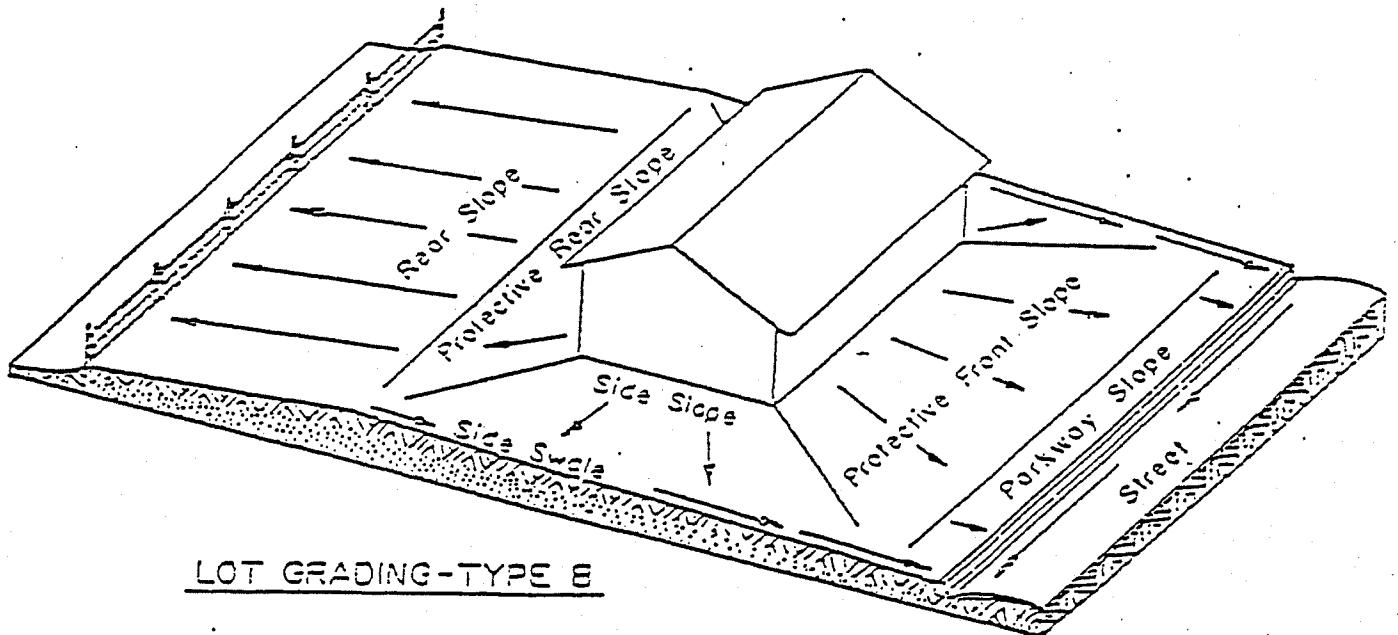 Rear Slope
Protective Rear Slope
Side Slope
Side Swale
Protective Front Slope
Parkway Slope
Street
LOT GRADING-TYPE B